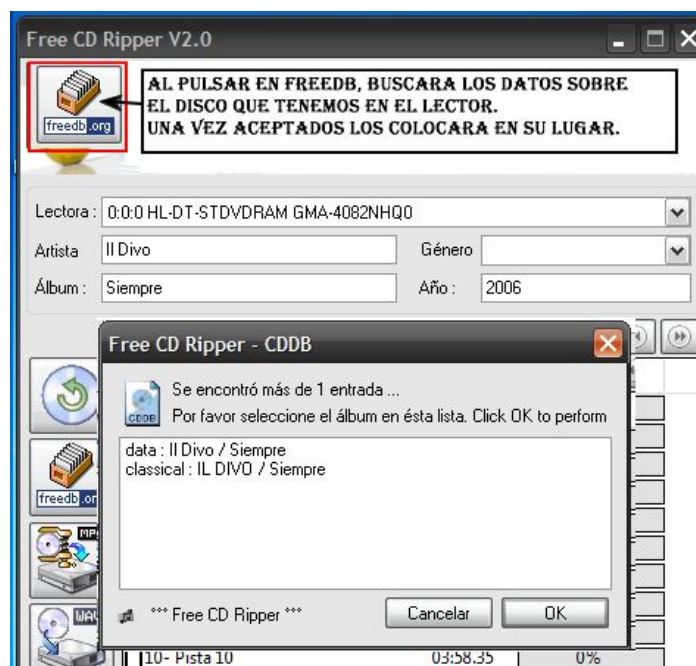 Free CD Ripper V2.0
freedb.org
AL PULSAR EN FREEDB, BUSCARA LOS DATOS SOBRE
EL DISCO QUE TENEMOS EN EL LECTOR.
UNA VEZ ACEPTADOS LOS COLOCARA EN SU LUGAR.
Lectora : 0:0:0 HL-DT-STDVDRAM GMA-4082NHQ0
Artista Il Divo Género
Álbum : Siempre Año : 2006
Free CD Ripper - CDDB
Se encontró más de 1 entrada ...
CDDB
Por favor seleccione el álbum en ésta lista. Click OK to perform
data : Il Divo / Siempre
classical : IL DIVO / Siempre
freedb.or
MP
WAV
*** Free CD Ripper *** Cancelar OK
10- Pista 10 03:58.35 0%